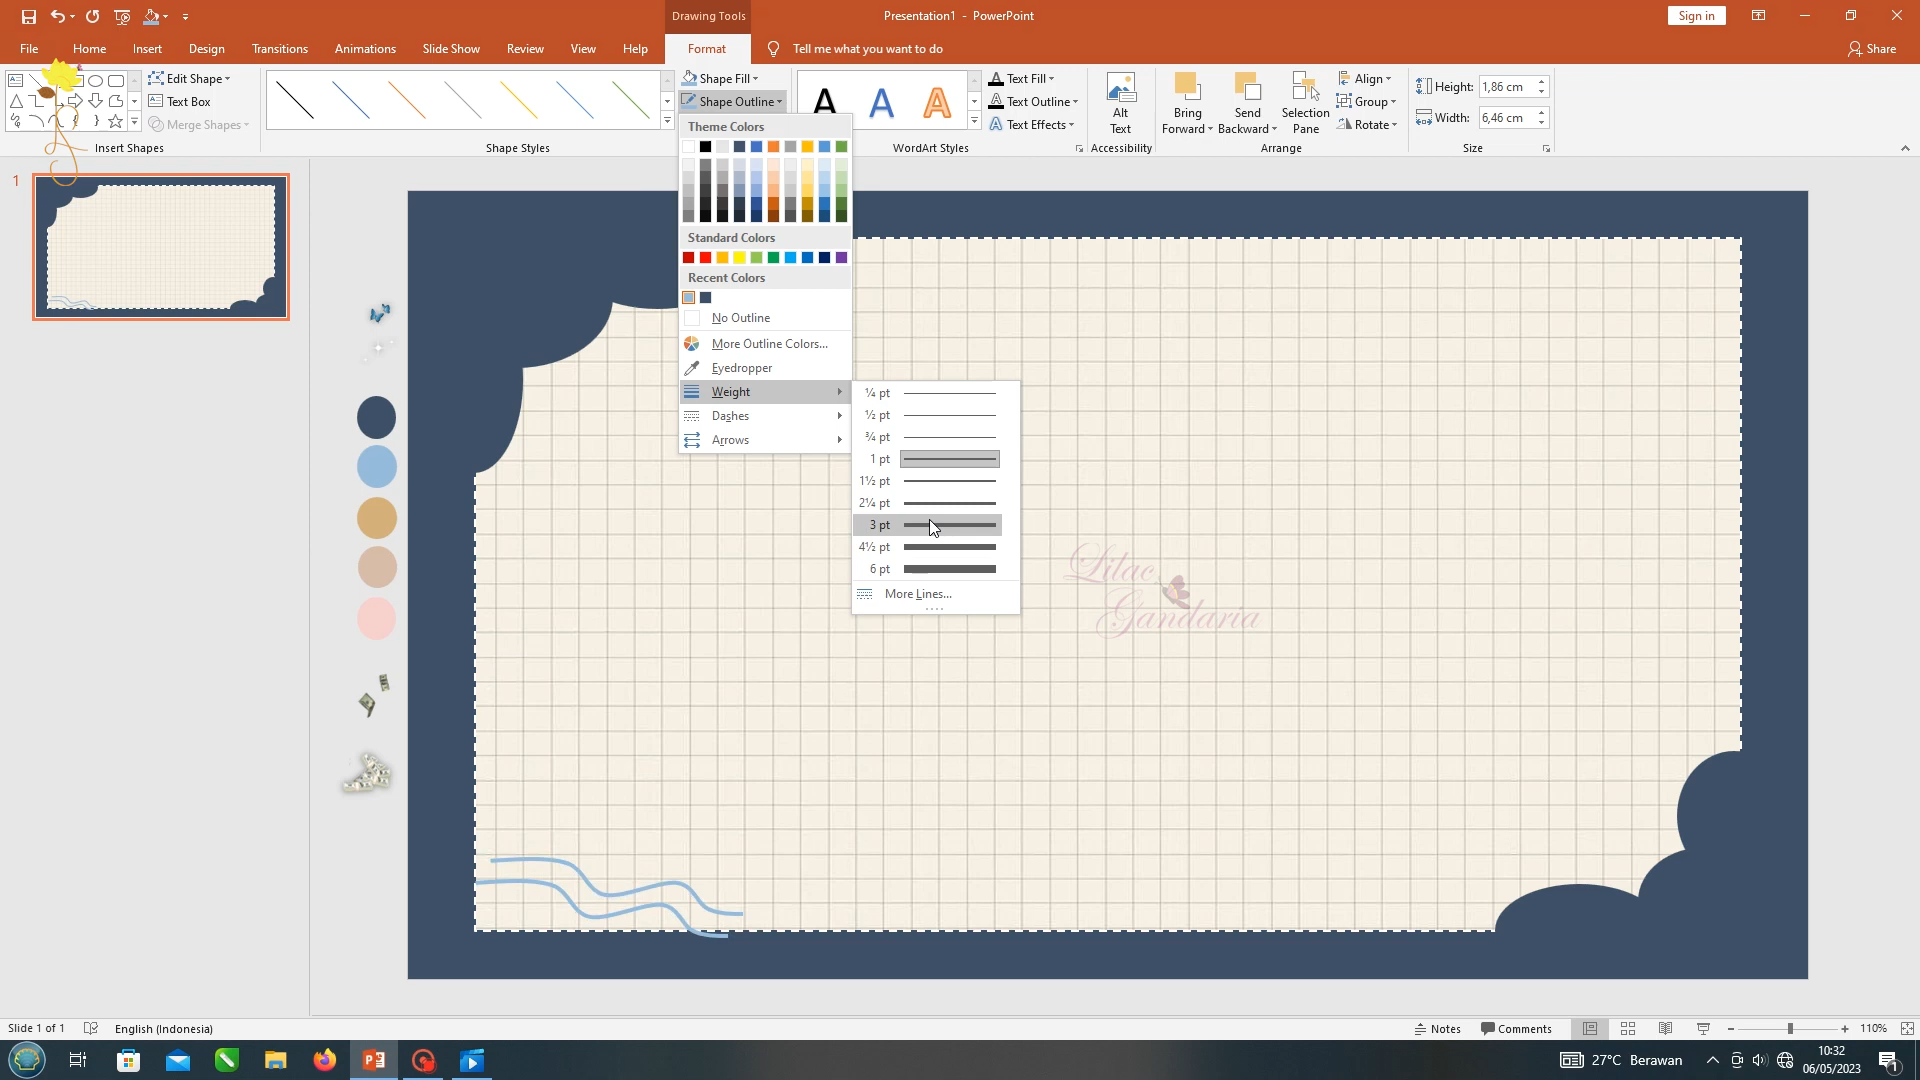 Drawing Tools
Presentation1 - PowerPoint
Sign in
File
Home
Insert
Design
Transitions
Animations
Slide Show
Review
View
Help
Format
Tell me what you want to do
Share
Edit Shape
Text Box
Merge Shapes
Insert Shapes
Shape Styles
Shape Fill
Shape Outline
A A A
WordArt Styles
Text Fill
Text Outline
Text Effects
Alt
Text
Accessibility
Bring
Forward
Send
Backward
Selection
Pane
Align
Group
Rotate
Arrange
Height: 1,86 cm
Width: 6,46 cm
Size
Theme Colors
Standard Colors
Recent Colors
No Outline
More Outline Colors...
Eyedropper
Weight
Dashes
Arrows
¼ pt
½ pt
¾ pt
1 pt
1½ pt
2¼ pt
3 pt
4½ pt
6 pt
More Lines...
1
Lilac
Gandaria
Slide 1 of 1
English (Indonesia)
Notes
Comments
110%
27°C Berawan
10:32
06/05/2023
1